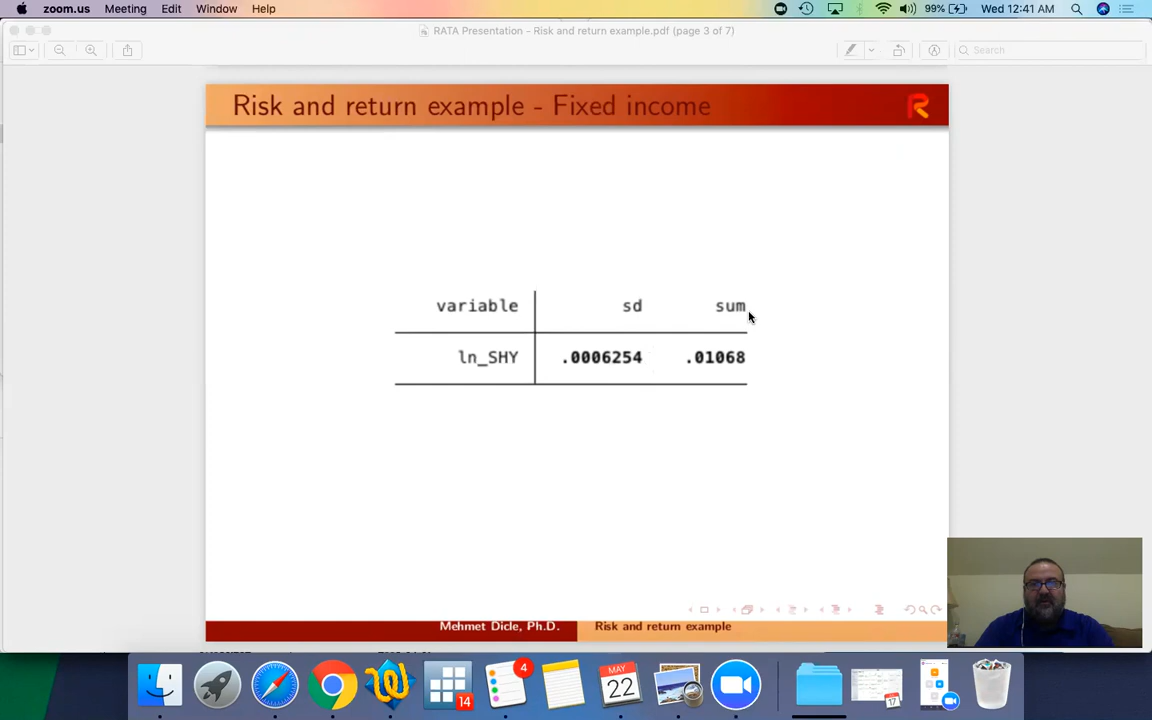 zoom.us Meeting Edit Window Help 99% Wed 12:41 AM
RATA Presentation - Risk and return example.pdf (page 3 of 7)
Search
Risk and return example - Fixed income
variable sd sum
ln_SHY .0006254 .01068
Mehmet Dicle, Ph.D. Risk and return example
4
14
MAY
22
17